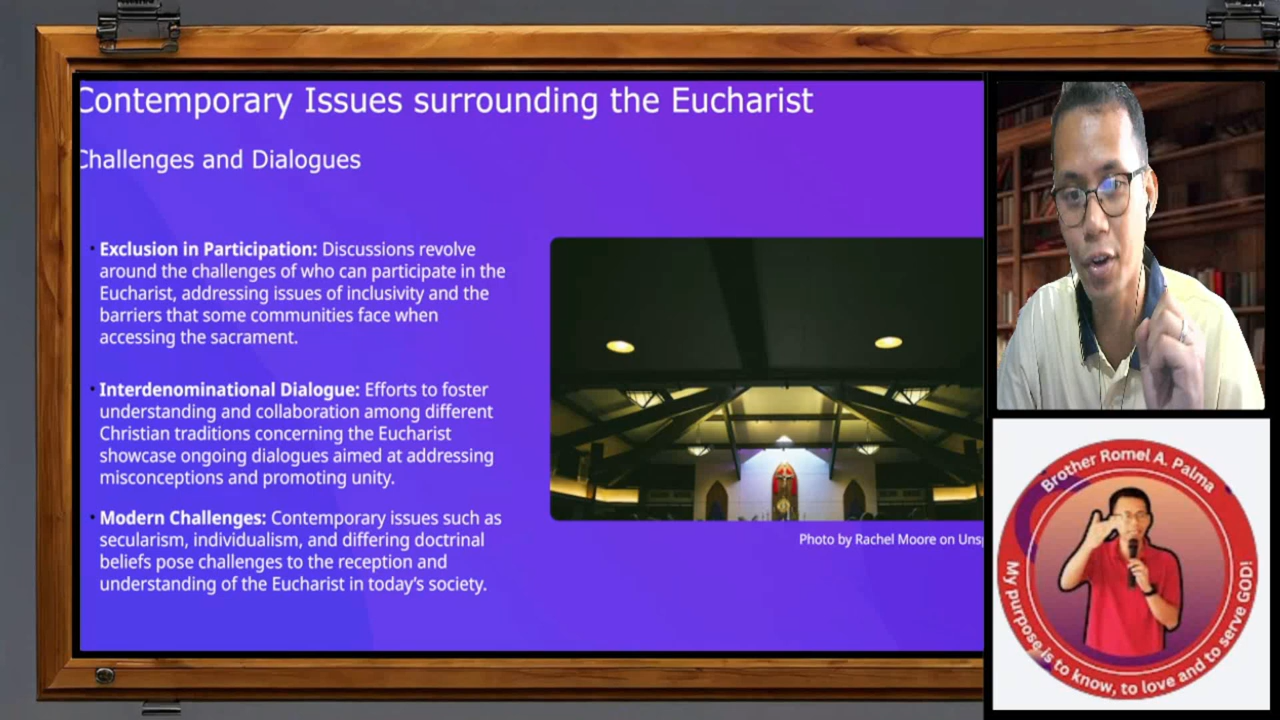 Contemporary Issues surrounding the Eucharist
Challenges and Dialogues
• Exclusion in Participation: Discussions revolve
around the challenges of who can participate in the
Eucharist, addressing issues of inclusivity and the
barriers that some communities face when
accessing the sacrament.
• Interdenominational Dialogue: Efforts to foster
understanding and collaboration among different
Christian traditions concerning the Eucharist
showcase ongoing dialogues aimed at addressing
misconceptions and promoting unity.
• Modern Challenges: Contemporary issues such as
secularism, individualism, and differing doctrinal
beliefs pose challenges to the reception and
understanding of the Eucharist in today’s society.
Photo by Rachel Moore on Uns
Brother Romel A. Palma
My purpose is to know, to love and to serve GOD!